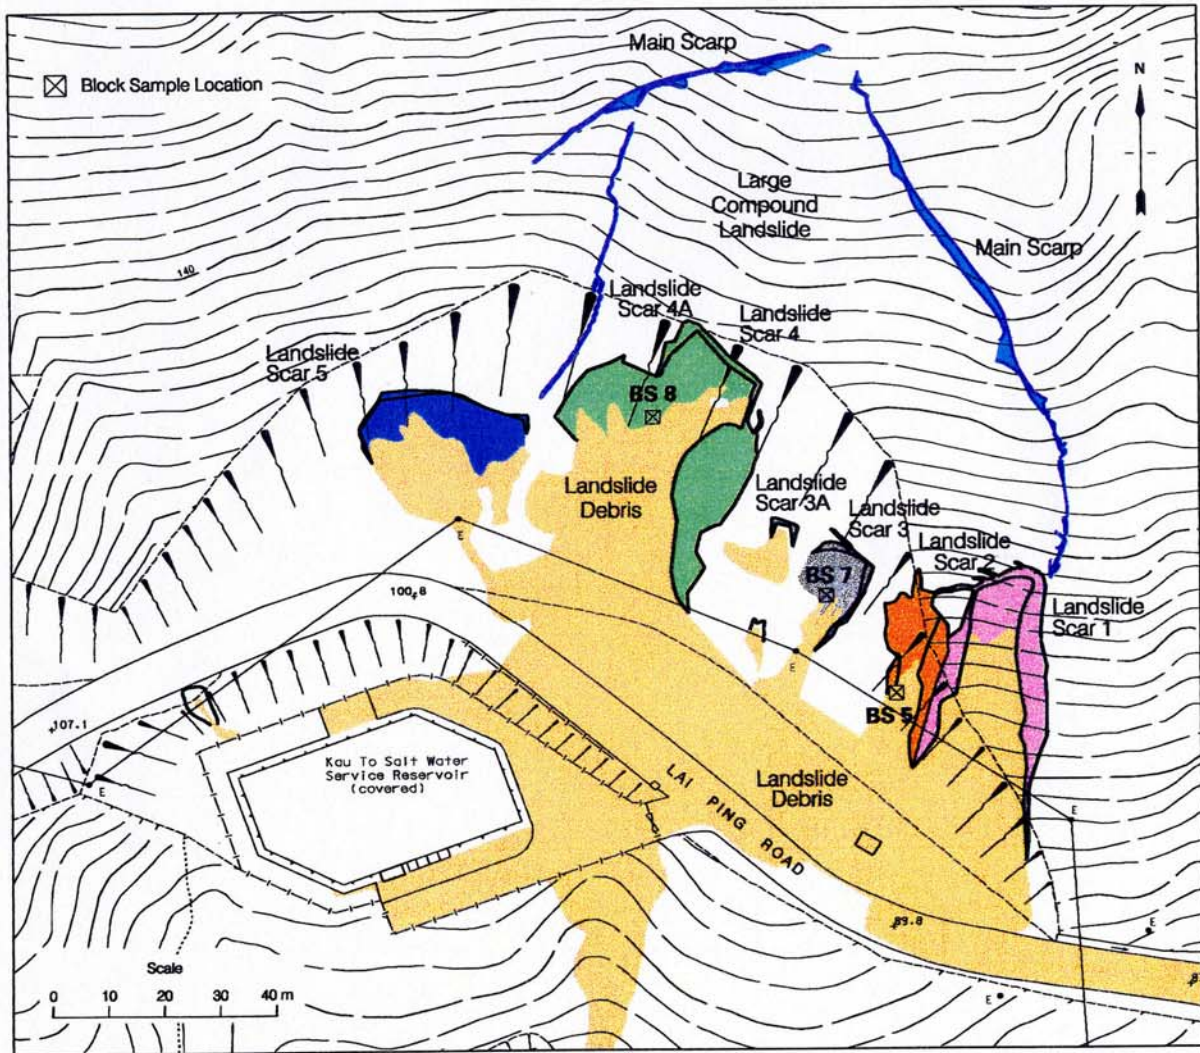 Main Scarp
Block Sample Location
N
Large
Compound
Landslide
Main Scarp
140
Landslide
Scar 4A
Landslide
Scar 4
Landslide
Scar 5
BS 8
Landslide
Debris
Landslide
Scar 3A
Landslide
Scar 3
Landslide
Scar 2
E
BS 7
100.8
Landslide
Scar 1
E
BS 5
107.1
Kau To Salt Water
Service Reservoir
(covered)
E
LAI PING ROAD
Landslide
Debris
E
89.8
E
Scale
0 10 20 30 40 m
E